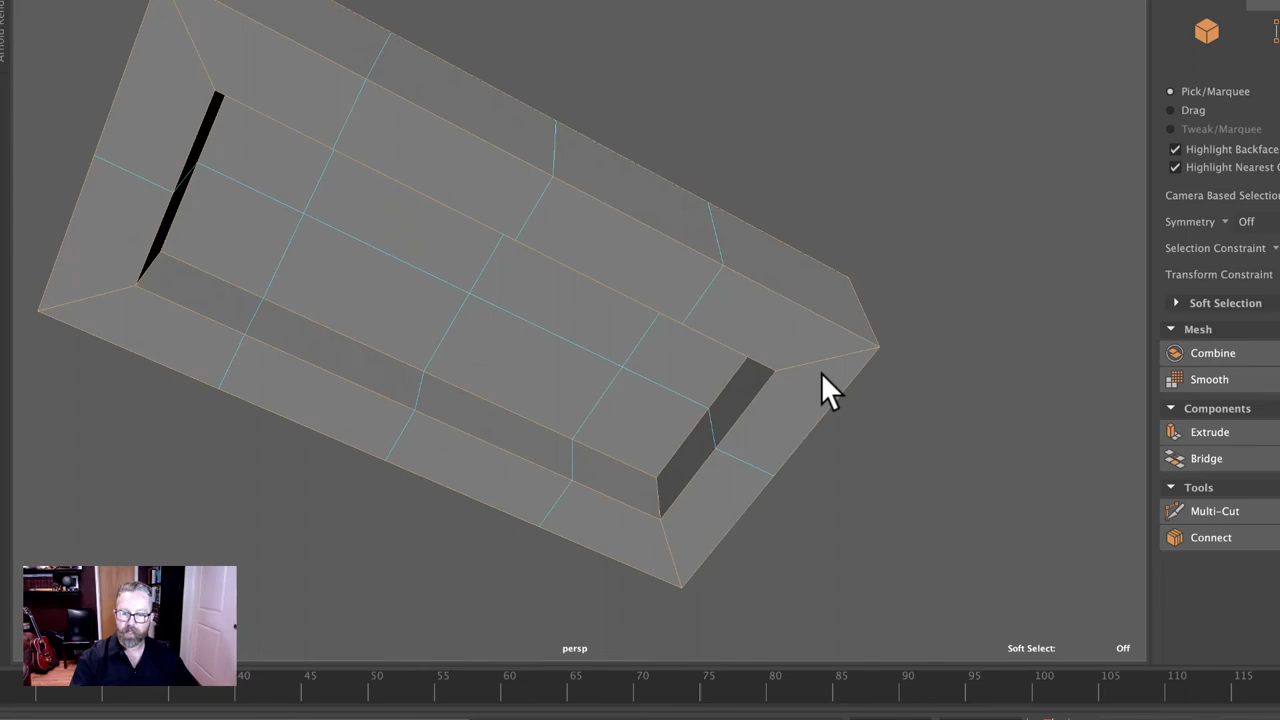 Arnold Rend
Pick/Marquee
Drag
Tweak/Marquee
Highlight Backface
Highlight Nearest C
Camera Based Selection
Symmetry Off
Selection Constraint
Transform Constraint
Soft Selection
Mesh
Combine
Smooth
Components
Extrude
Bridge
Tools
Multi-Cut
Connect
persp
Soft Select: Off
40 45 50 55 60 65 70 75 80 85 90 95 100 105 110 115